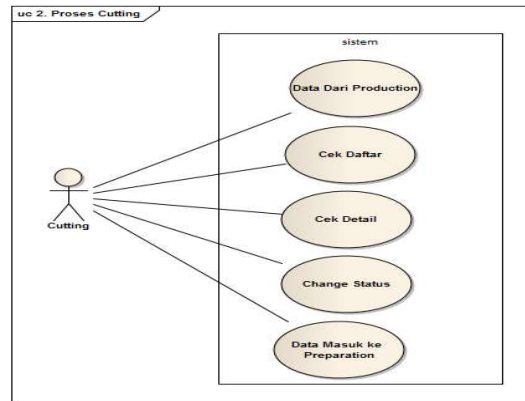 uc 2. Proses Cutting
sistem
Data Dari Production
Cek Daftar
Cek Detail
Change Status
Data Masuk ke
Preparation
Cutting